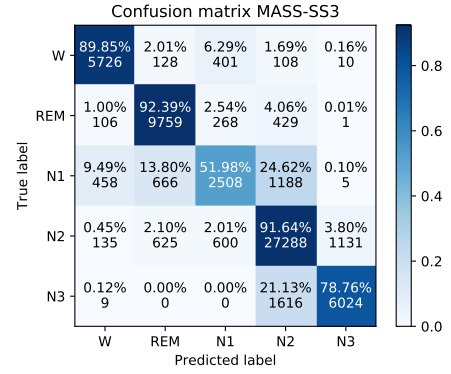 Confusion matrix MASS-SS3
True label
W 89.85% 2.01% 6.29% 1.69% 0.16%
5726 128 401 108 10
REM 1.00% 92.39% 2.54% 4.06% 0.01%
106 9759 268 429 1
N1 9.49% 13.80% 51.98% 24.62% 0.10%
458 666 2508 1188 5
N2 0.45% 2.10% 2.01% 91.64% 3.80%
135 625 600 27288 1131
N3 0.12% 0.00% 0.00% 21.13% 78.76%
9 0 0 1616 6024
W REM N1 N2 N3
Predicted label
0.8
0.6
0.4
0.2
0.0